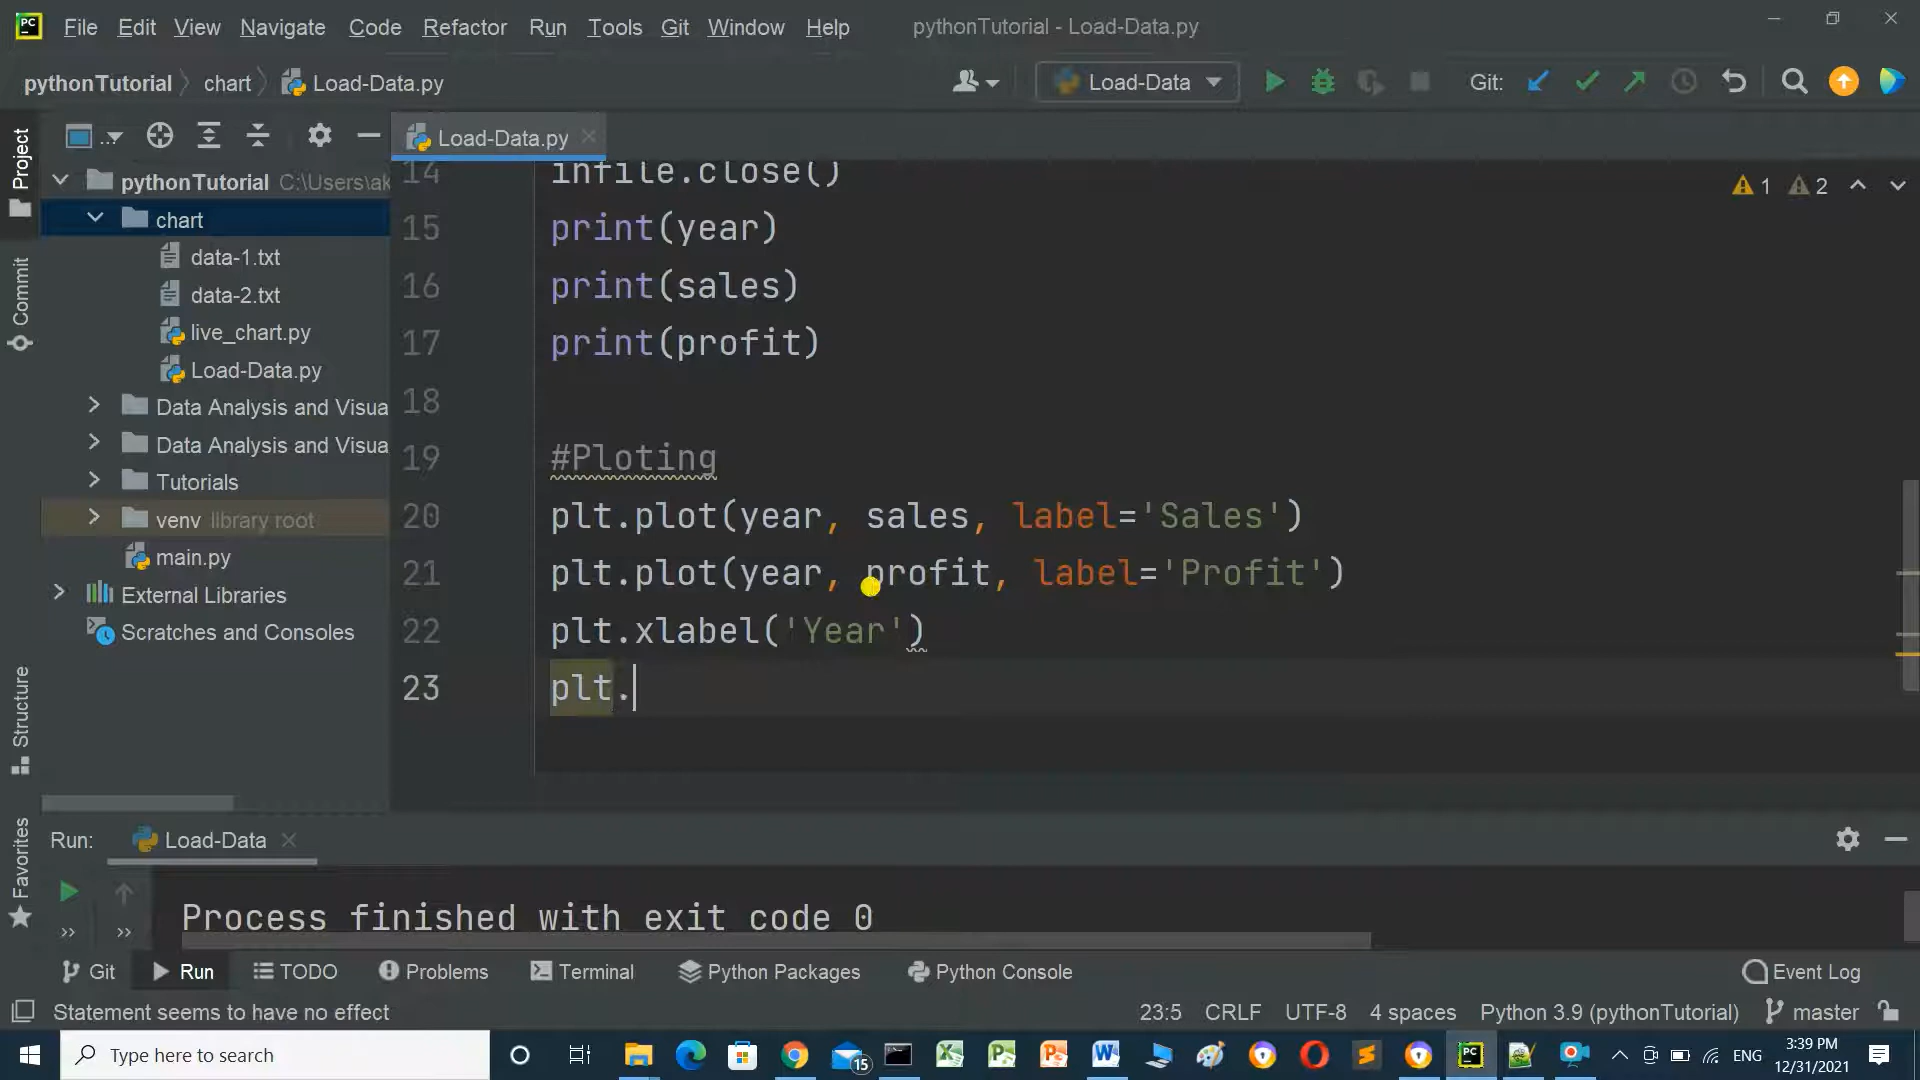 PC File Edit View Navigate Code Refactor Run Tools Git Window Help pythonTutorial - Load-Data.py
pythonTutorial chart Load-Data.py Load-Data Git:
Load-Data.py
Project
Commit
Structure
Favorites
pythonTutorial C:\Users\ak
chart
data-1.txt
data-2.txt
live_chart.py
Load-Data.py
Data Analysis and Visua
Data Analysis and Visua
Tutorials
venv library root
main.py
External Libraries
Scratches and Consoles
1 2
14 infile.close()
15 print(year)
16 print(sales)
17 print(profit)
18
19 #Ploting
20 plt.plot(year, sales, label='Sales')
21 plt.plot(year, profit, label='Profit')
22 plt.xlabel('Year')
23 plt.
Run: Load-Data
Process finished with exit code 0
Git Run TODO Problems Terminal Python Packages Python Console Event Log
Statement seems to have no effect 23:5 CRLF UTF-8 4 spaces Python 3.9 (pythonTutorial) master
Type here to search 15 PC ENG 3:39 PM
12/31/2021